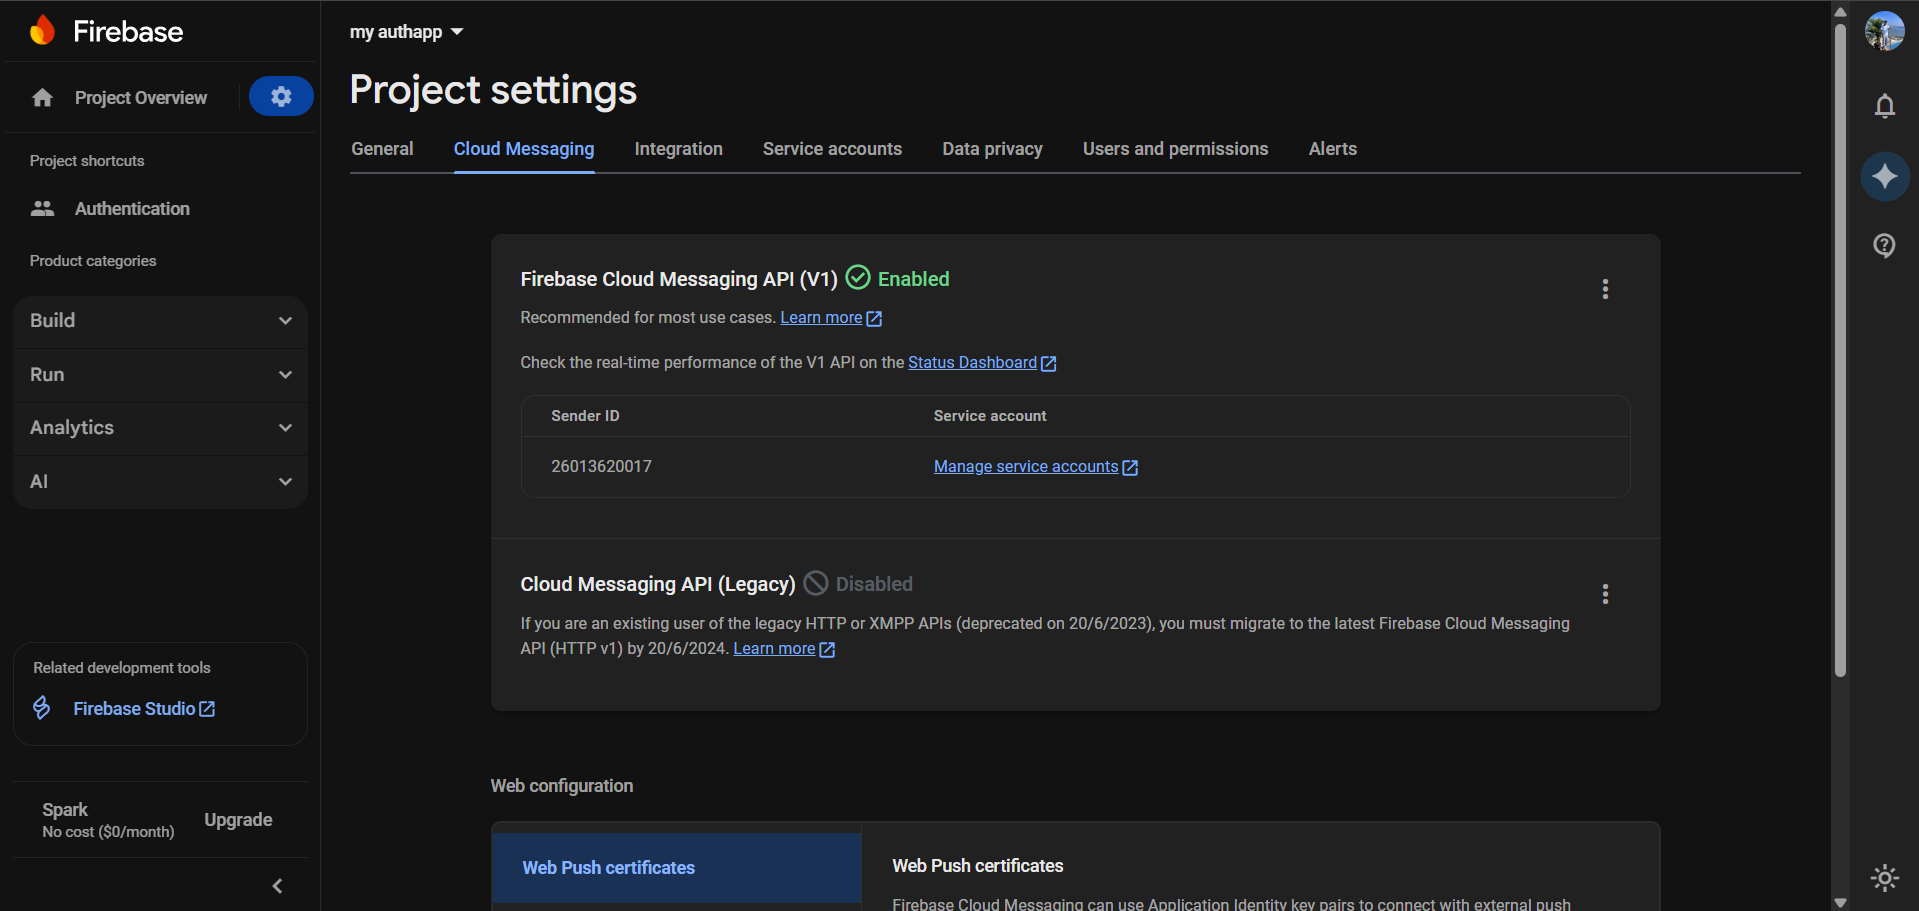 Firebase
Project Overview
Project shortcuts
Authentication
Product categories
Build
Run
Analytics
AI
Related development tools
Firebase Studio
Spark
No cost ($0/month)
Upgrade
my authapp
Project settings
General Cloud Messaging Integration Service accounts Data privacy Users and permissions Alerts
Firebase Cloud Messaging API (V1) Enabled
Recommended for most use cases. Learn more
Check the real-time performance of the V1 API on the Status Dashboard
Sender ID Service account
26013620017 Manage service accounts
Cloud Messaging API (Legacy) Disabled
If you are an existing user of the legacy HTTP or XMPP APIs (deprecated on 20/6/2023), you must migrate to the latest Firebase Cloud Messaging
API (HTTP v1) by 20/6/2024. Learn more
Web configuration
Web Push certificates
Web Push certificates
Firebase Cloud Messaging can use Application Identity key pairs to connect with external push